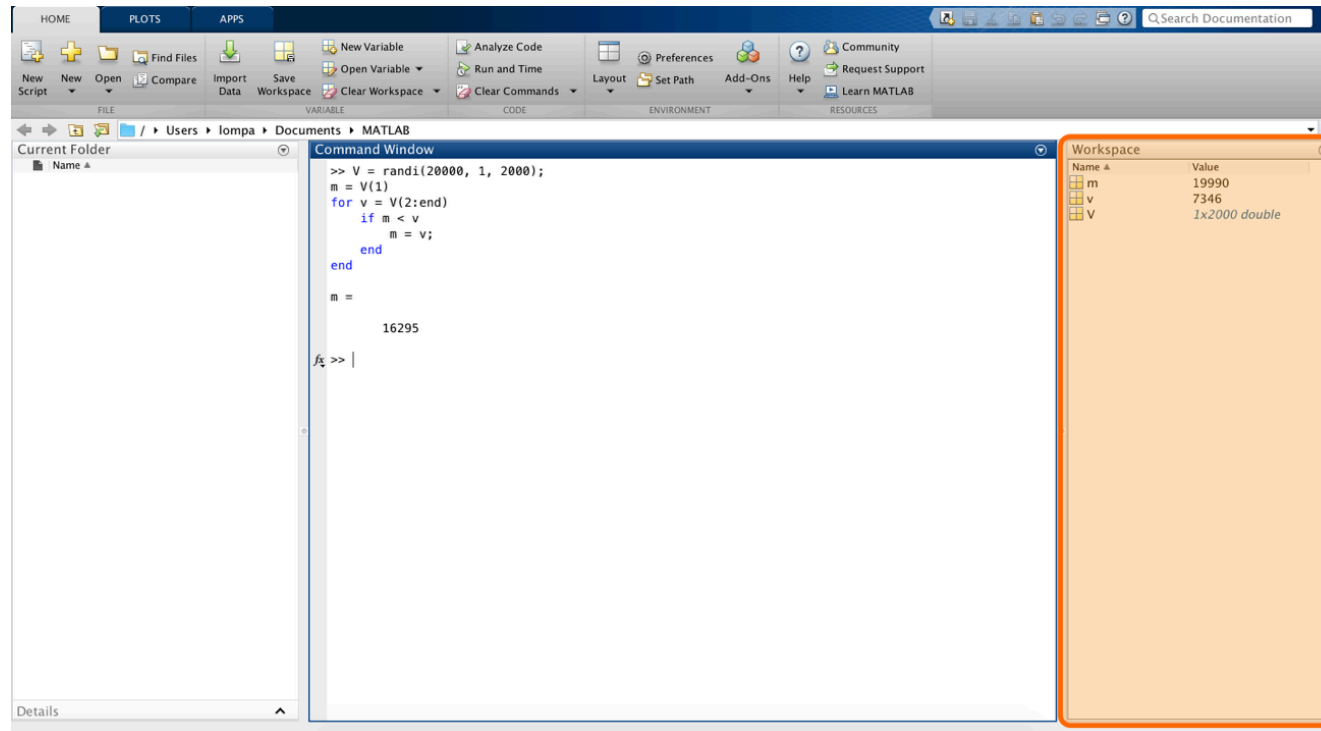 HOME PLOTS APPS Search Documentation
New Script
New
Open
Find Files
Compare
FILE
Import Data
Save Workspace
New Variable
Open Variable
Clear Workspace
VARIABLE
Analyze Code
Run and Time
Clear Commands
CODE
Layout
Preferences
Set Path
Add-Ons
ENVIRONMENT
? Help
Community
Request Support
Learn MATLAB
RESOURCES
/ ▸ Users ▸ lompa ▸ Documents ▸ MATLAB
Current Folder
Name
Details
Command Window
>> V = randi(20000, 1, 2000);
m = V(1)
for v = V(2:end)
if m < v
m = v;
end
end
m =
16295
fx >>
Workspace
Name Value
m 19990
v 7346
V 1x2000 double